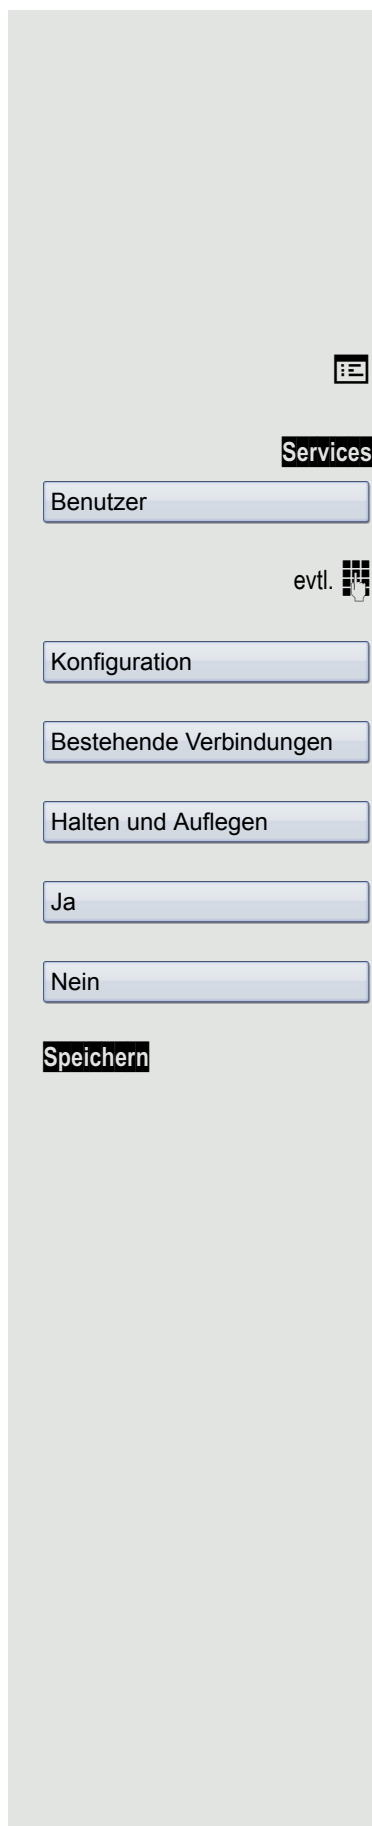 Services
Benutzer
evtl.
Konfiguration
Bestehende Verbindungen
Halten und Auflegen
Ja
Nein
Speichern